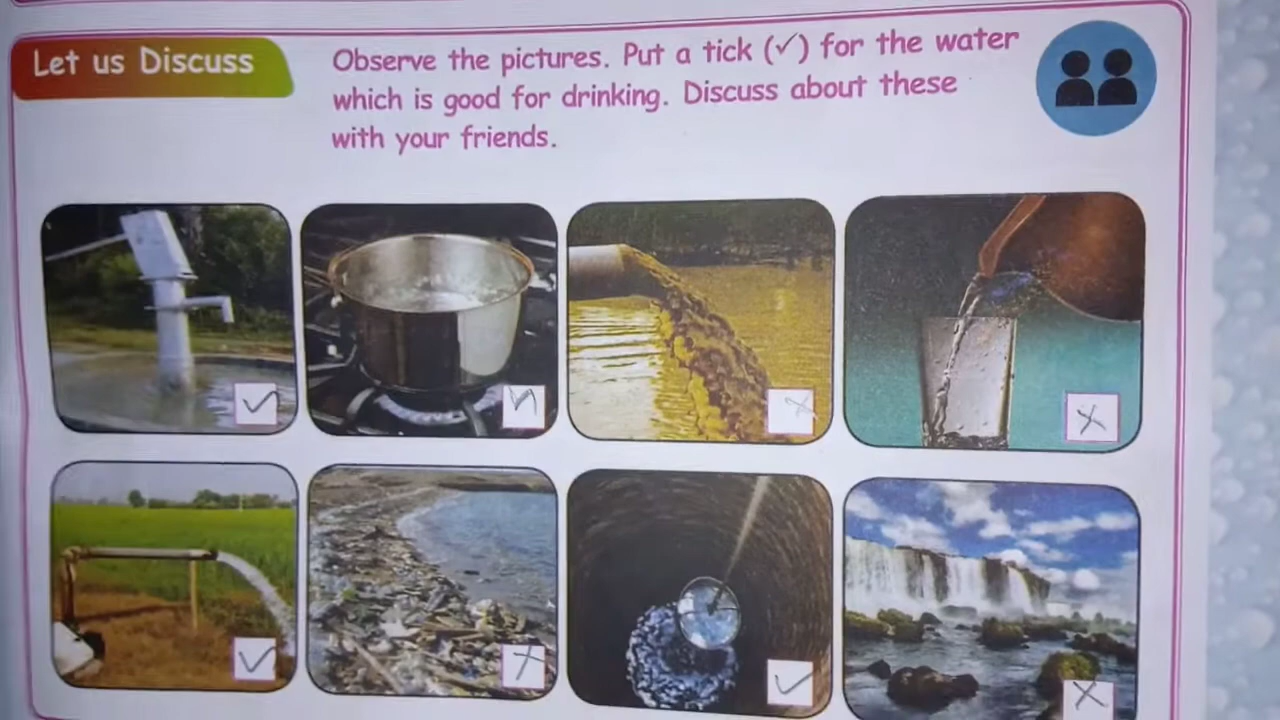 Let us Discuss
Observe the pictures. Put a tick (✓) for the water
which is good for drinking. Discuss about these
with your friends.